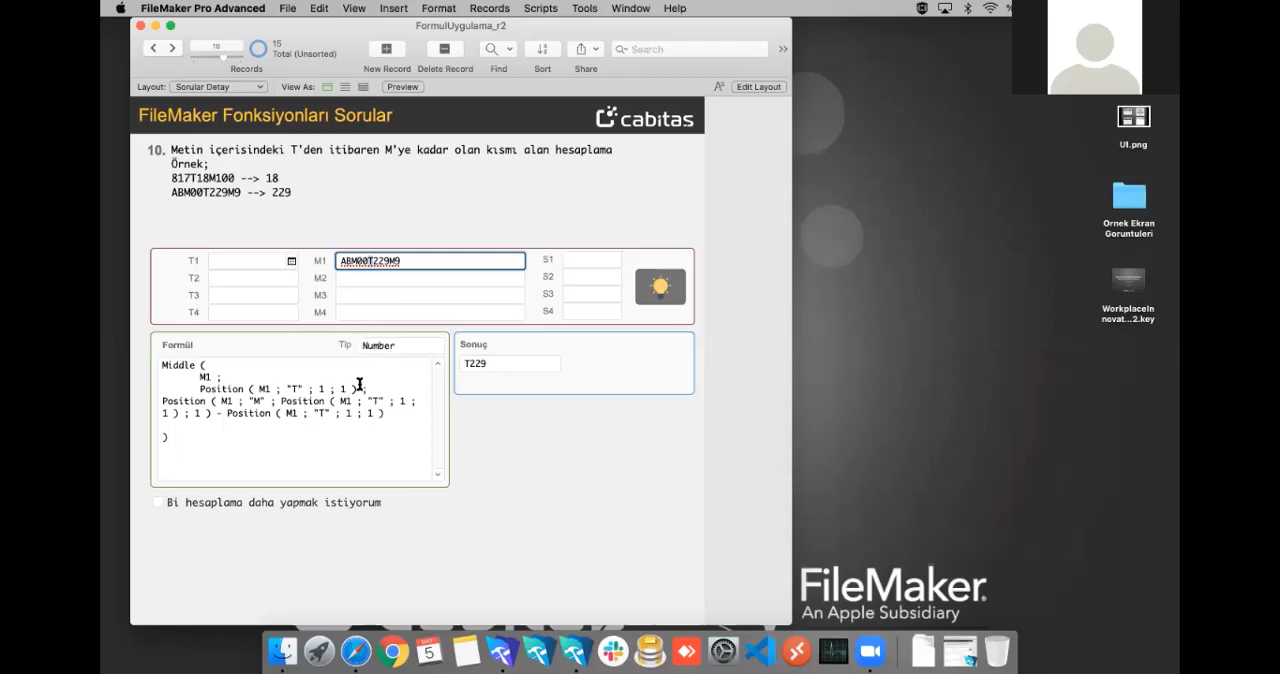 FileMaker Pro Advanced File Edit View Insert Format Records Scripts Tools Window Help
FormulUygulama_r2
10
15
Total (Unsorted)
Search
Records
New Record
Delete Record
Find
Sort
Share
Layout: Sorular Detay
View As:
Preview
Edit Layout
FileMaker Fonksiyonları Sorular
cabitas
10. Metin içerisindeki T'den itibaren M'ye kadar olan kısmı alan hesaplama
Örnek;
817T18M100 --> 18
ABM00T229M9 --> 229
T1
M1
ABM00T229M9
S1
T2
M2
S2
T3
M3
S3
T4
M4
S4
Formül
Tip
Number
Sonuç
T229
Middle (
M1 ;
Position ( M1 ; "T" ; 1 ; 1 ) ;
Position ( M1 ; "M" ; Position ( M1 ; "T" ; 1 ;
1 ) ; 1 ) - Position ( M1 ; "T" ; 1 ; 1 )
)
Bi hesaplama daha yapmak istiyorum
UI.png
Ornek Ekran
Goruntuleri
WorkplaceIn
novat...2.key
FileMaker
An Apple Subsidiary
5